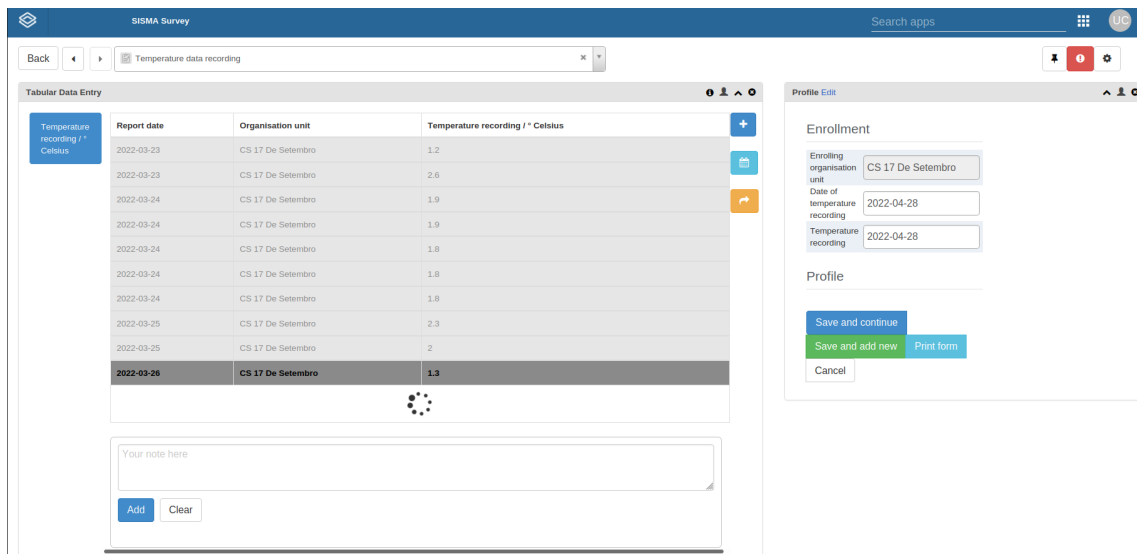 SISMA Survey
Search apps
UC
Back
Temperature data recording
Tabular Data Entry
Profile Edit
Temperature
recording / °
Celsius
Report date Organisation unit Temperature recording / ° Celsius
2022-03-23 CS 17 De Setembro 1.2
2022-03-23 CS 17 De Setembro 2.6
2022-03-24 CS 17 De Setembro 1.9
2022-03-24 CS 17 De Setembro 1.9
2022-03-24 CS 17 De Setembro 1.8
2022-03-24 CS 17 De Setembro 1.8
2022-03-24 CS 17 De Setembro 1.8
2022-03-25 CS 17 De Setembro 2.3
2022-03-25 CS 17 De Setembro 2
2022-03-26 CS 17 De Setembro 1.3
Your note here
Add Clear
Enrollment
Enrolling
organisation
unit
CS 17 De Setembro
Date of
temperature
recording
2022-04-28
Temperature
recording
2022-04-28
Profile
Save and continue
Save and add new Print form
Cancel